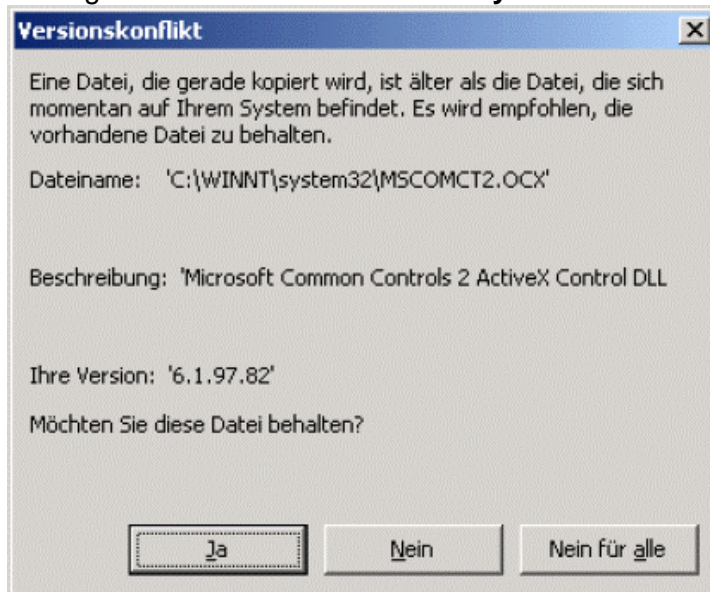 Versionskonflikt
Eine Datei, die gerade kopiert wird, ist älter als die Datei, die sich
momentan auf Ihrem System befindet. Es wird empfohlen, die
vorhandene Datei zu behalten.
Dateiname: 'C:\WINNT\system32\MSCOMCT2.OCX'
Beschreibung: 'Microsoft Common Controls 2 ActiveX Control DLL
Ihre Version: '6.1.97.82'
Möchten Sie diese Datei behalten?
Ja Nein Nein für alle